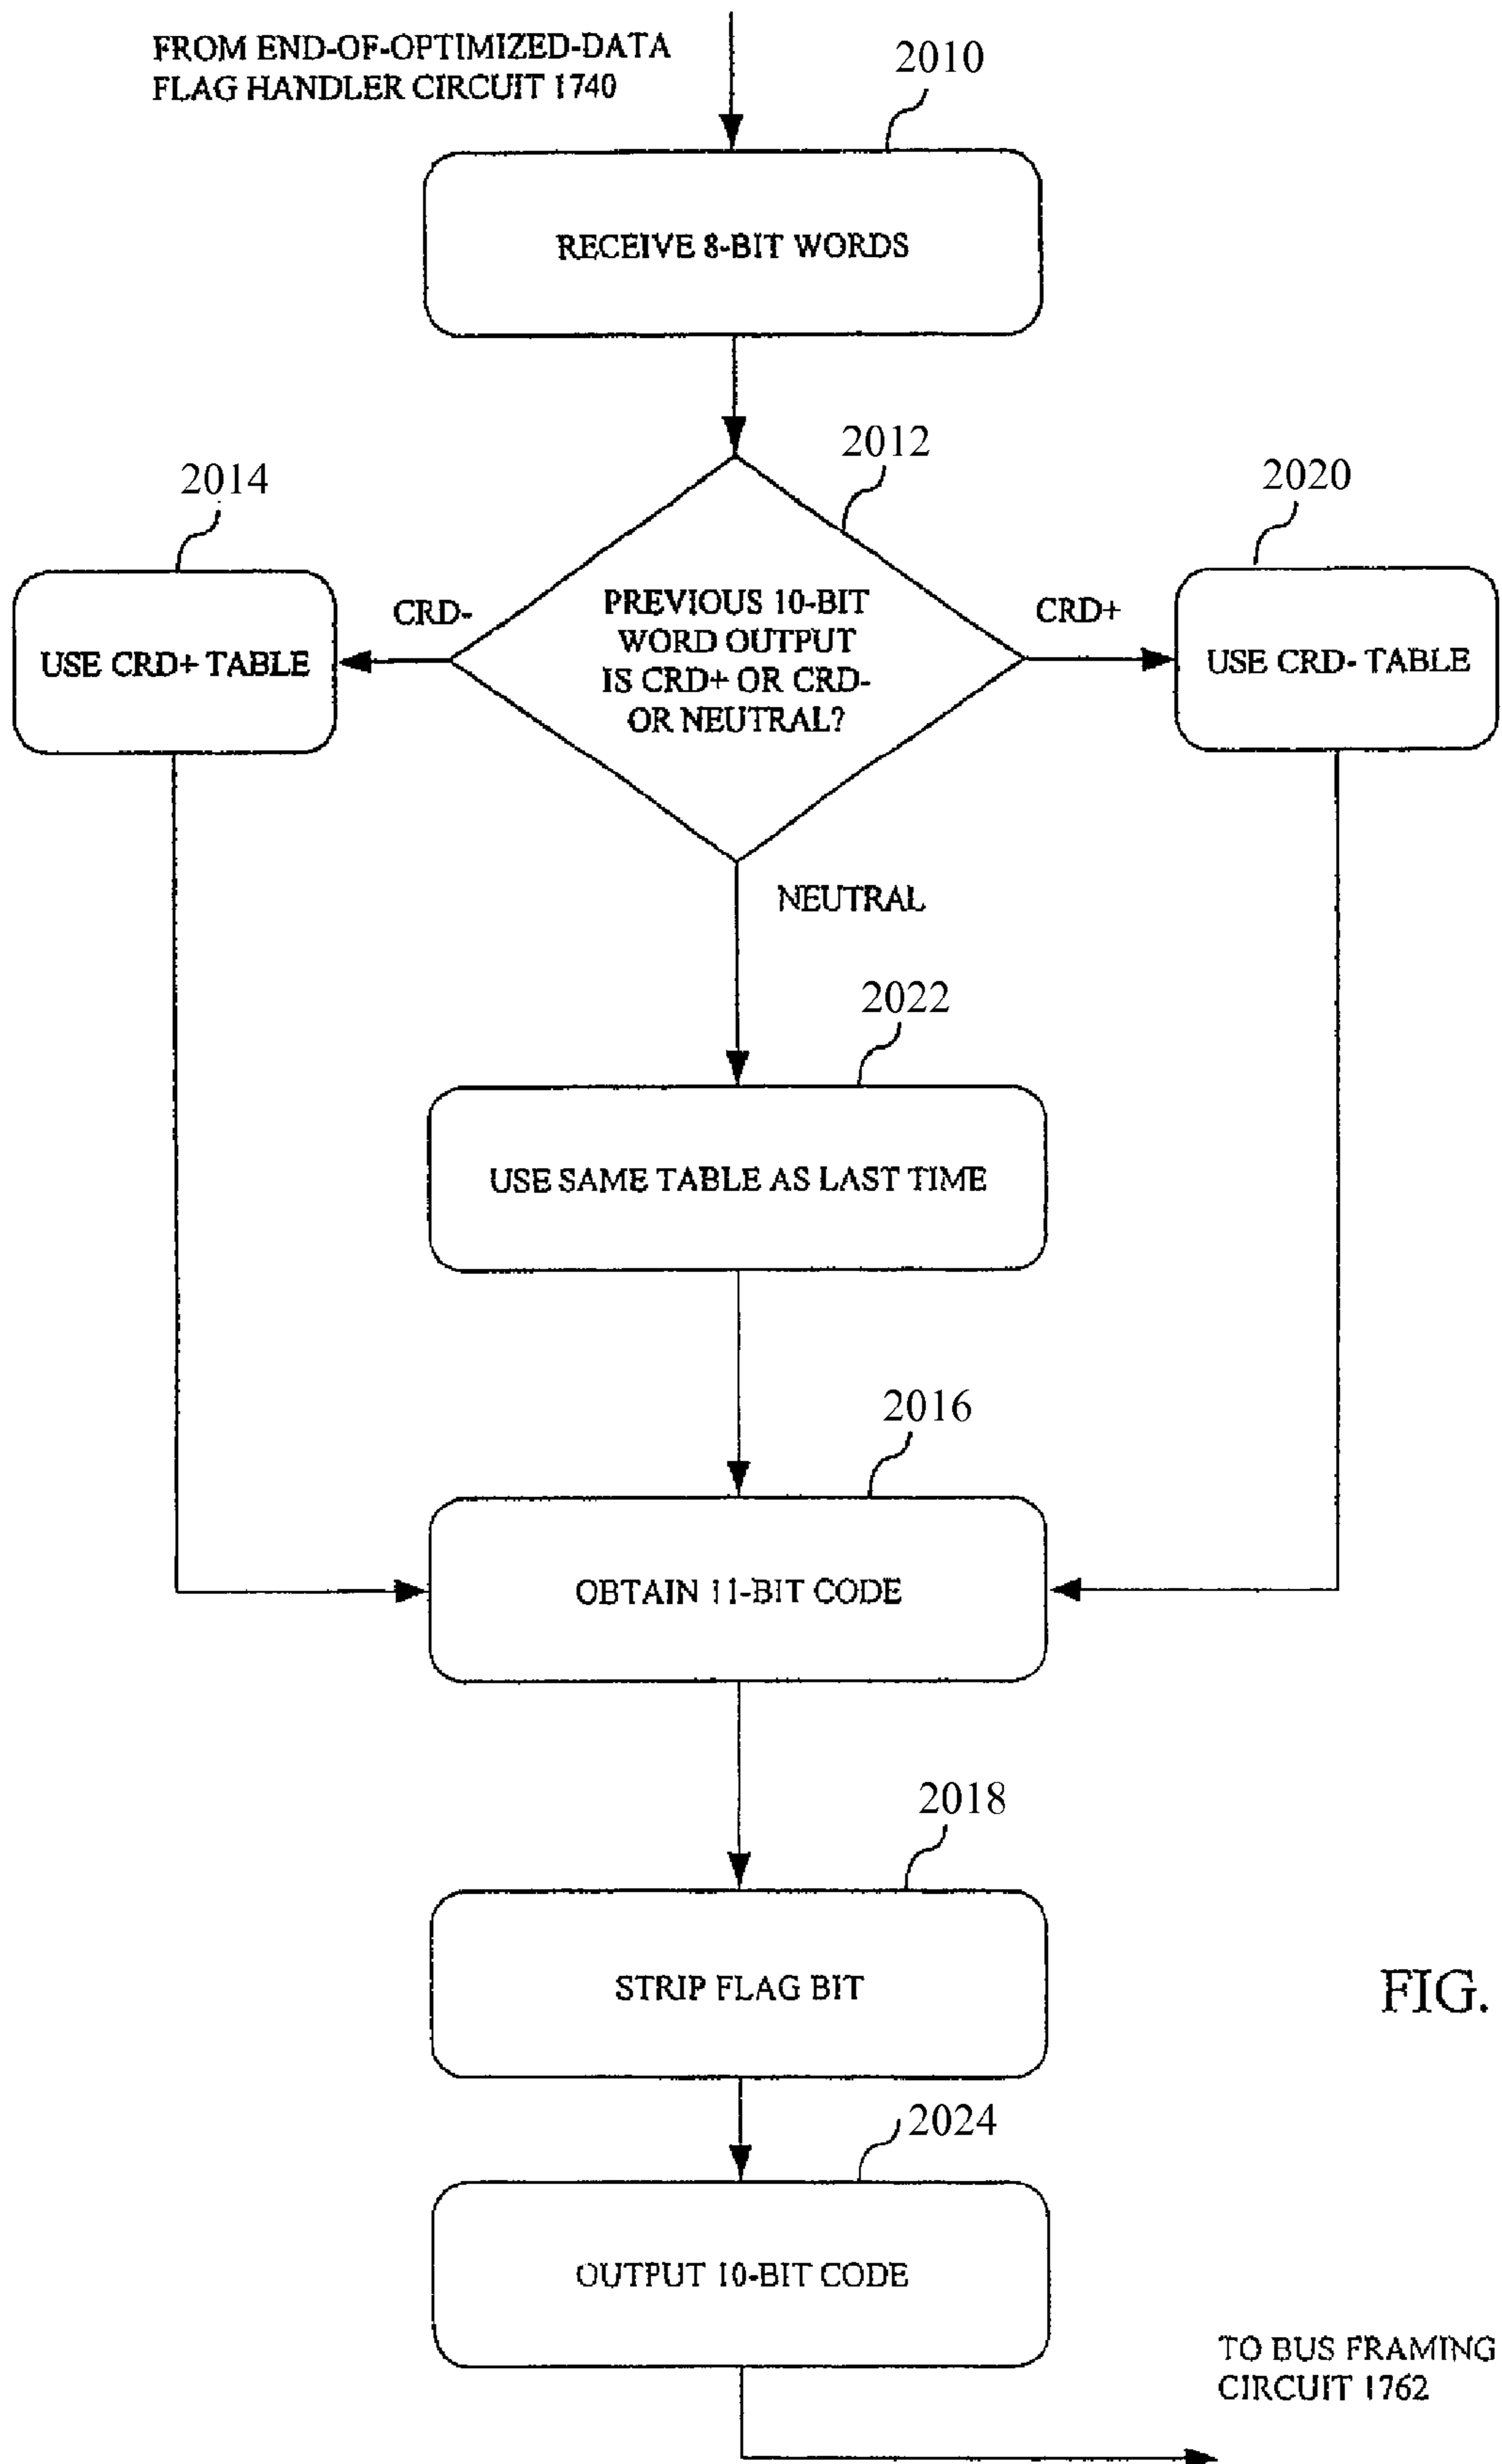 FROM END-OF-OPTIMIZED-DATA
FLAG HANDLER CIRCUIT 1740
2010
RECEIVE 8-BIT WORDS
2012
2014
2020
CRD-
PREVIOUS 10-BIT
WORD OUTPUT
IS CRD+ OR CRD-
OR NEUTRAL?
CRD+
USE CRD+ TABLE
USE CRD- TABLE
NEUTRAL
2022
USE SAME TABLE AS LAST TIME
2016
OBTAIN 11-BIT CODE
2018
STRIP FLAG BIT
FIG.
2024
OUTPUT 10-BIT CODE
TO BUS FRAMING
CIRCUIT 1762